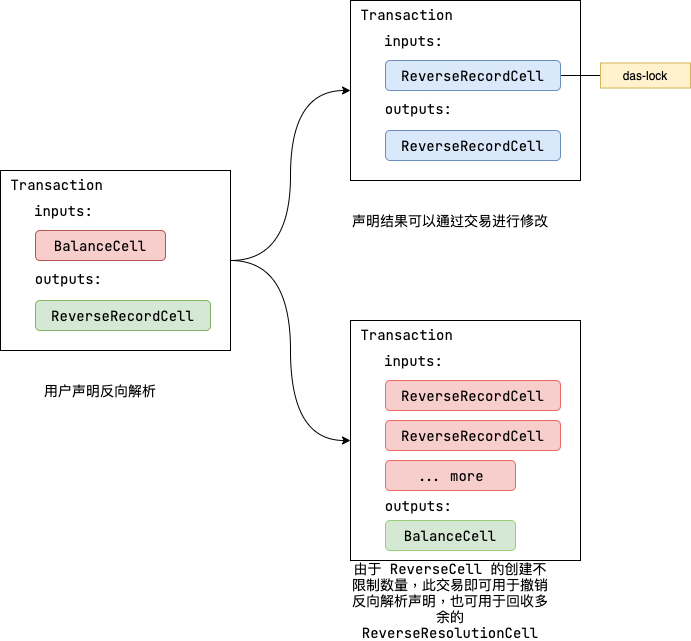 Transaction
inputs:
BalanceCell
outputs:
ReverseRecordCell
用户声明反向解析
Transaction
inputs:
ReverseRecordCell
das-lock
outputs:
ReverseRecordCell
声明结果可以通过交易进行修改
Transaction
inputs:
ReverseRecordCell
ReverseRecordCell
... more
outputs:
BalanceCell
由于 ReverseCell 的创建不
限制数量，此交易即可用于撤销
反向解析声明，也可用于回收多
余的
ReverseResolutionCell